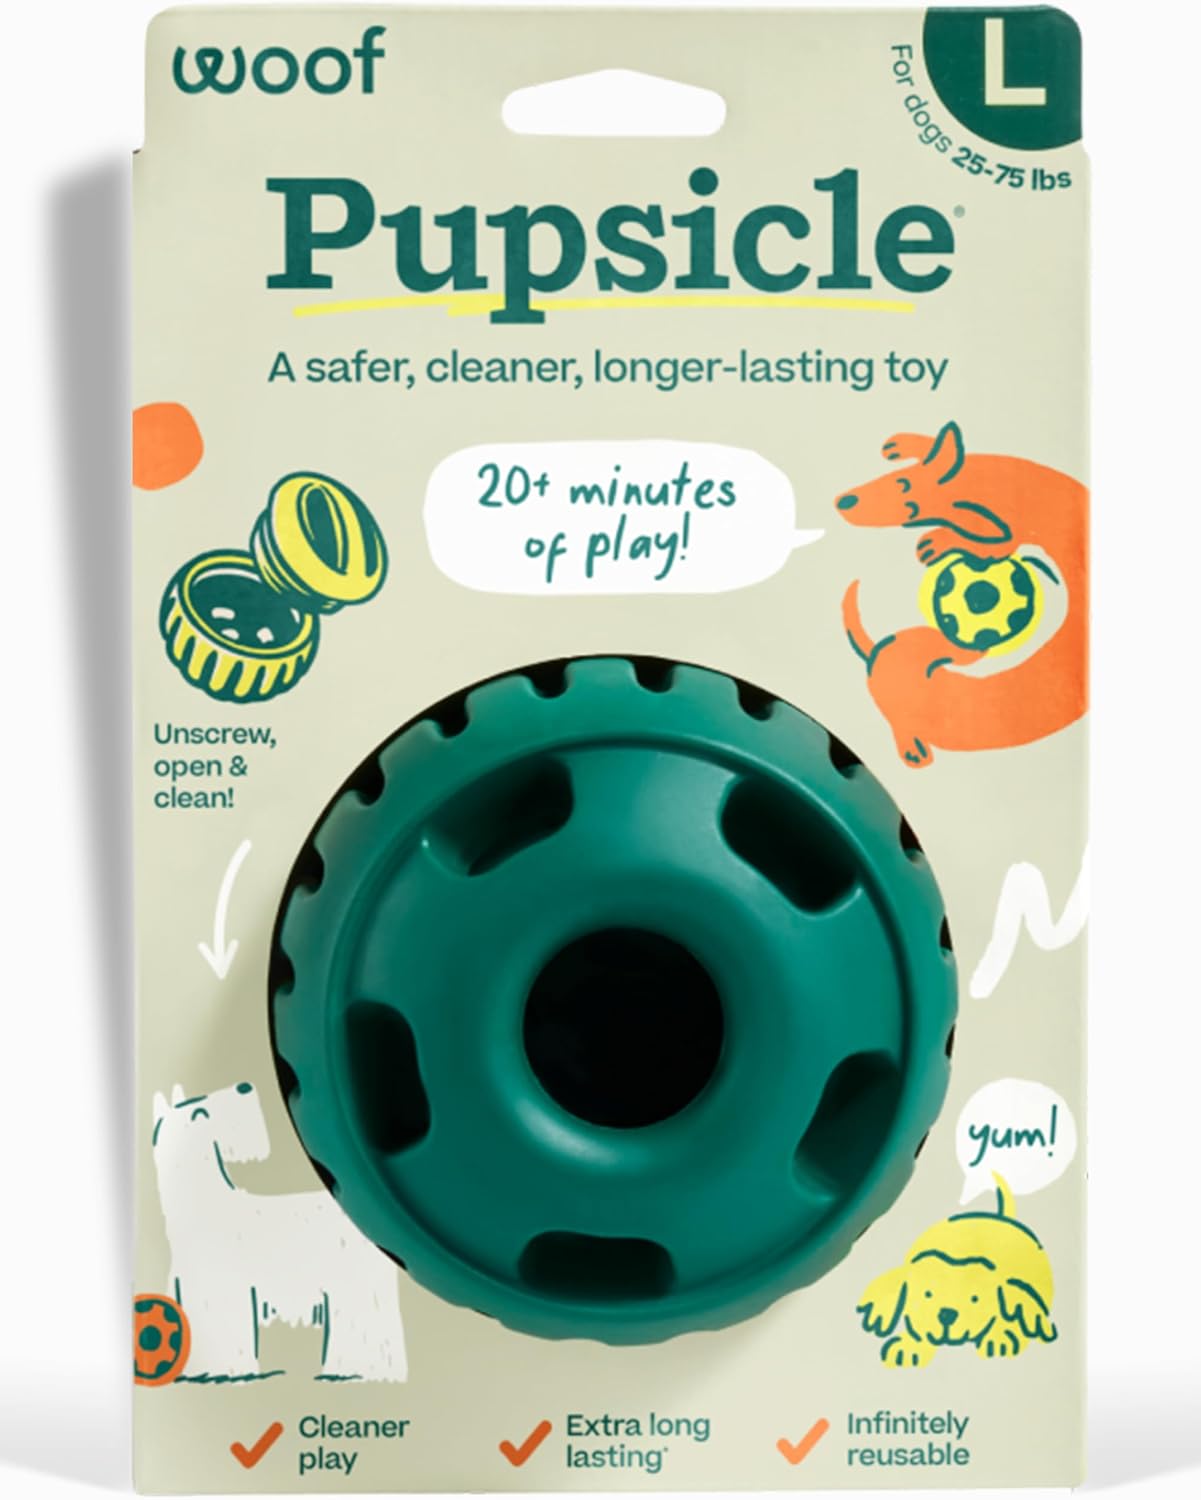 woof
L
For dogs 25-75 lbs
Pupsicle®
A safer, cleaner, longer-lasting toy
20+ minutes
of play!
Unscrew,
open &
clean!
yum!
Cleaner
play
Extra long
lasting*
Infinitely
reusable